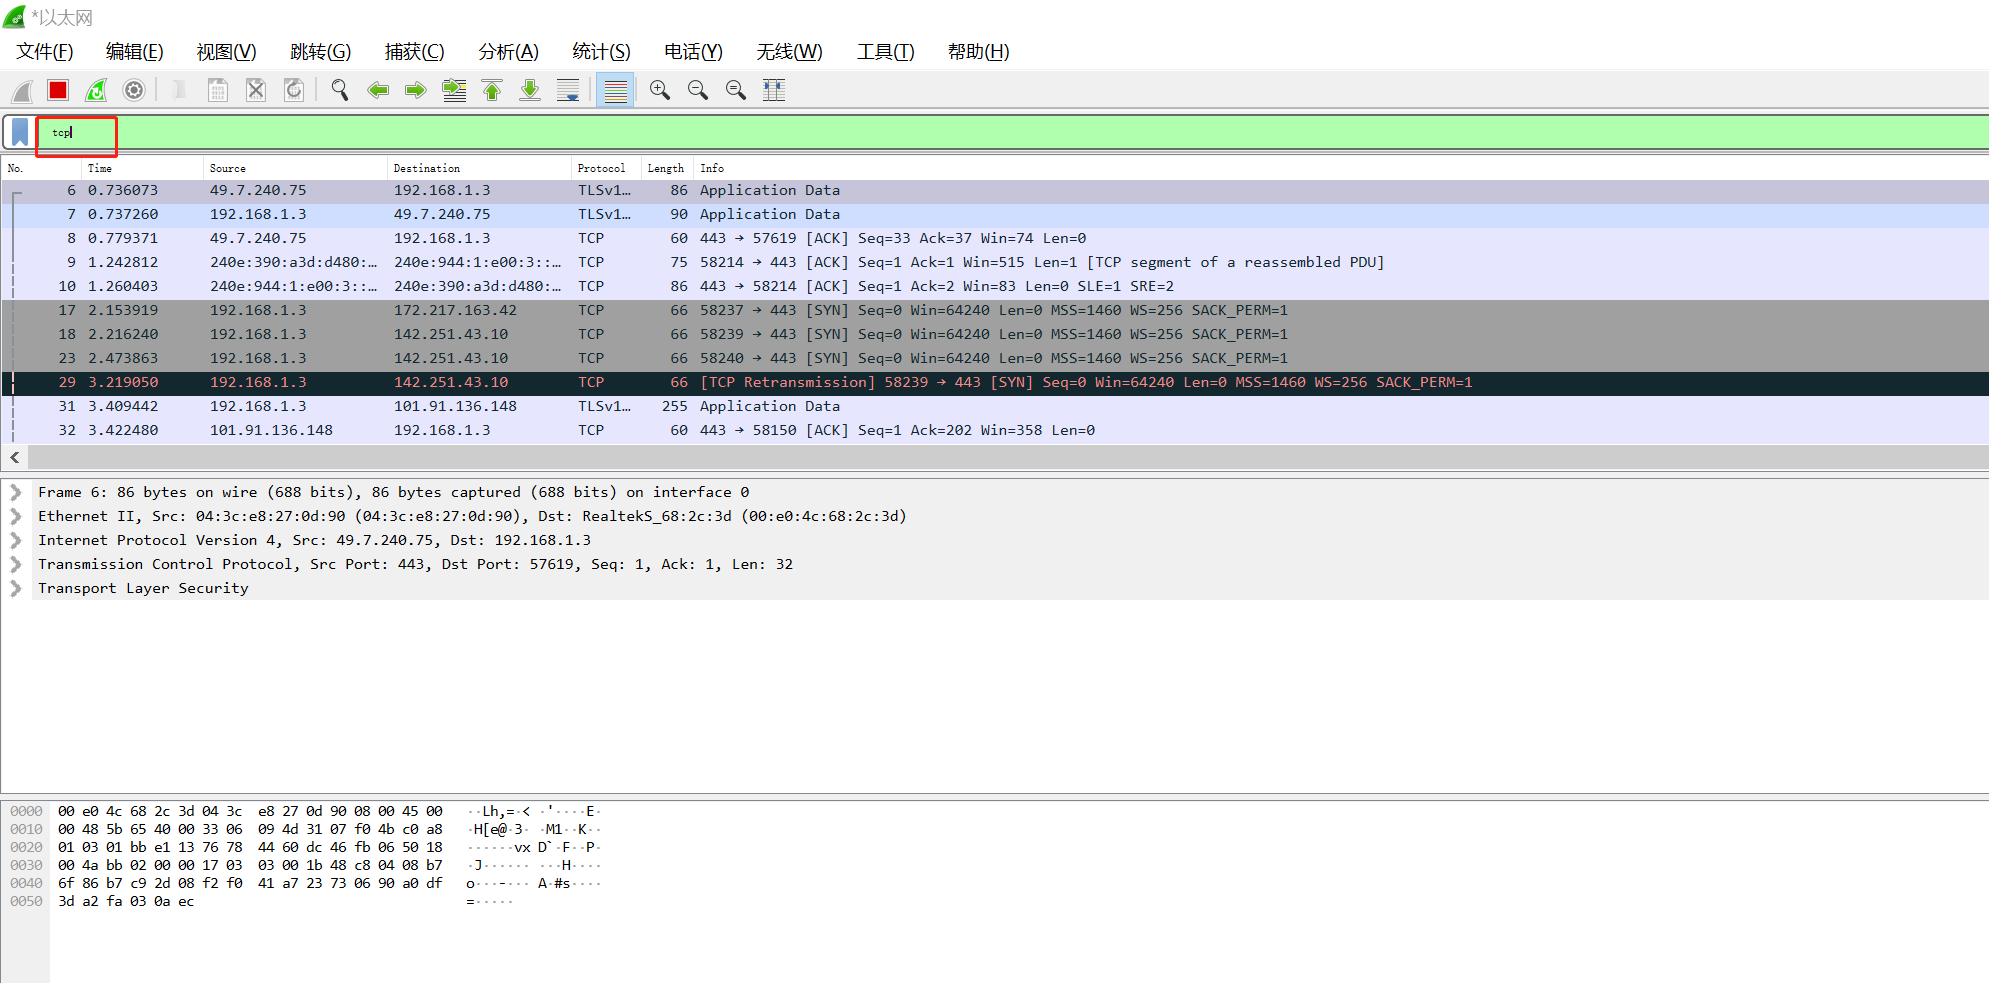 *以太网
文件(F) 编辑(E) 视图(V) 跳转(G) 捕获(C) 分析(A) 统计(S) 电话(Y) 无线(W) 工具(T) 帮助(H)
tcp
No. Time Source Destination Protocol Length Info
6 0.736073 49.7.240.75 192.168.1.3 TLSv1… 86 Application Data
7 0.737260 192.168.1.3 49.7.240.75 TLSv1… 90 Application Data
8 0.779371 49.7.240.75 192.168.1.3 TCP 60 443 → 57619 [ACK] Seq=33 Ack=37 Win=74 Len=0
9 1.242812 240e:390:a3d:d480:… 240e:944:1:e00:3::… TCP 75 58214 → 443 [ACK] Seq=1 Ack=1 Win=515 Len=1 [TCP segment of a reassembled PDU]
10 1.260403 240e:944:1:e00:3::… 240e:390:a3d:d480:… TCP 86 443 → 58214 [ACK] Seq=1 Ack=2 Win=83 Len=0 SLE=1 SRE=2
17 2.153919 192.168.1.3 172.217.163.42 TCP 66 58237 → 443 [SYN] Seq=0 Win=64240 Len=0 MSS=1460 WS=256 SACK_PERM=1
18 2.216240 192.168.1.3 142.251.43.10 TCP 66 58239 → 443 [SYN] Seq=0 Win=64240 Len=0 MSS=1460 WS=256 SACK_PERM=1
23 2.473863 192.168.1.3 142.251.43.10 TCP 66 58240 → 443 [SYN] Seq=0 Win=64240 Len=0 MSS=1460 WS=256 SACK_PERM=1
29 3.219050 192.168.1.3 142.251.43.10 TCP 66 [TCP Retransmission] 58239 → 443 [SYN] Seq=0 Win=64240 Len=0 MSS=1460 WS=256 SACK_PERM=1
31 3.409442 192.168.1.3 101.91.136.148 TLSv1… 255 Application Data
32 3.422480 101.91.136.148 192.168.1.3 TCP 60 443 → 58150 [ACK] Seq=1 Ack=202 Win=358 Len=0
Frame 6: 86 bytes on wire (688 bits), 86 bytes captured (688 bits) on interface 0
Ethernet II, Src: 04:3c:e8:27:0d:90 (04:3c:e8:27:0d:90), Dst: RealtekS_68:2c:3d (00:e0:4c:68:2c:3d)
Internet Protocol Version 4, Src: 49.7.240.75, Dst: 192.168.1.3
Transmission Control Protocol, Src Port: 443, Dst Port: 57619, Seq: 1, Ack: 1, Len: 32
Transport Layer Security
0000 00 e0 4c 68 2c 3d 04 3c e8 27 0d 90 08 00 45 00 ··Lh,=·< ·'····E·
0010 00 48 5b 65 40 00 33 06 09 4d 31 07 f0 4b c0 a8 ·H[e@·3· ·M1··K··
0020 01 03 01 bb e1 13 76 78 44 60 dc 46 fb 06 50 18 ······vx D`·F··P·
0030 00 4a bb 02 00 00 17 03 03 00 1b 48 c8 04 08 b7 ·J······ ···H····
0040 6f 86 b7 c9 2d 08 f2 f0 41 a7 23 73 06 90 a0 df o···-··· A·#s····
0050 3d a2 fa 03 0a ec =·····